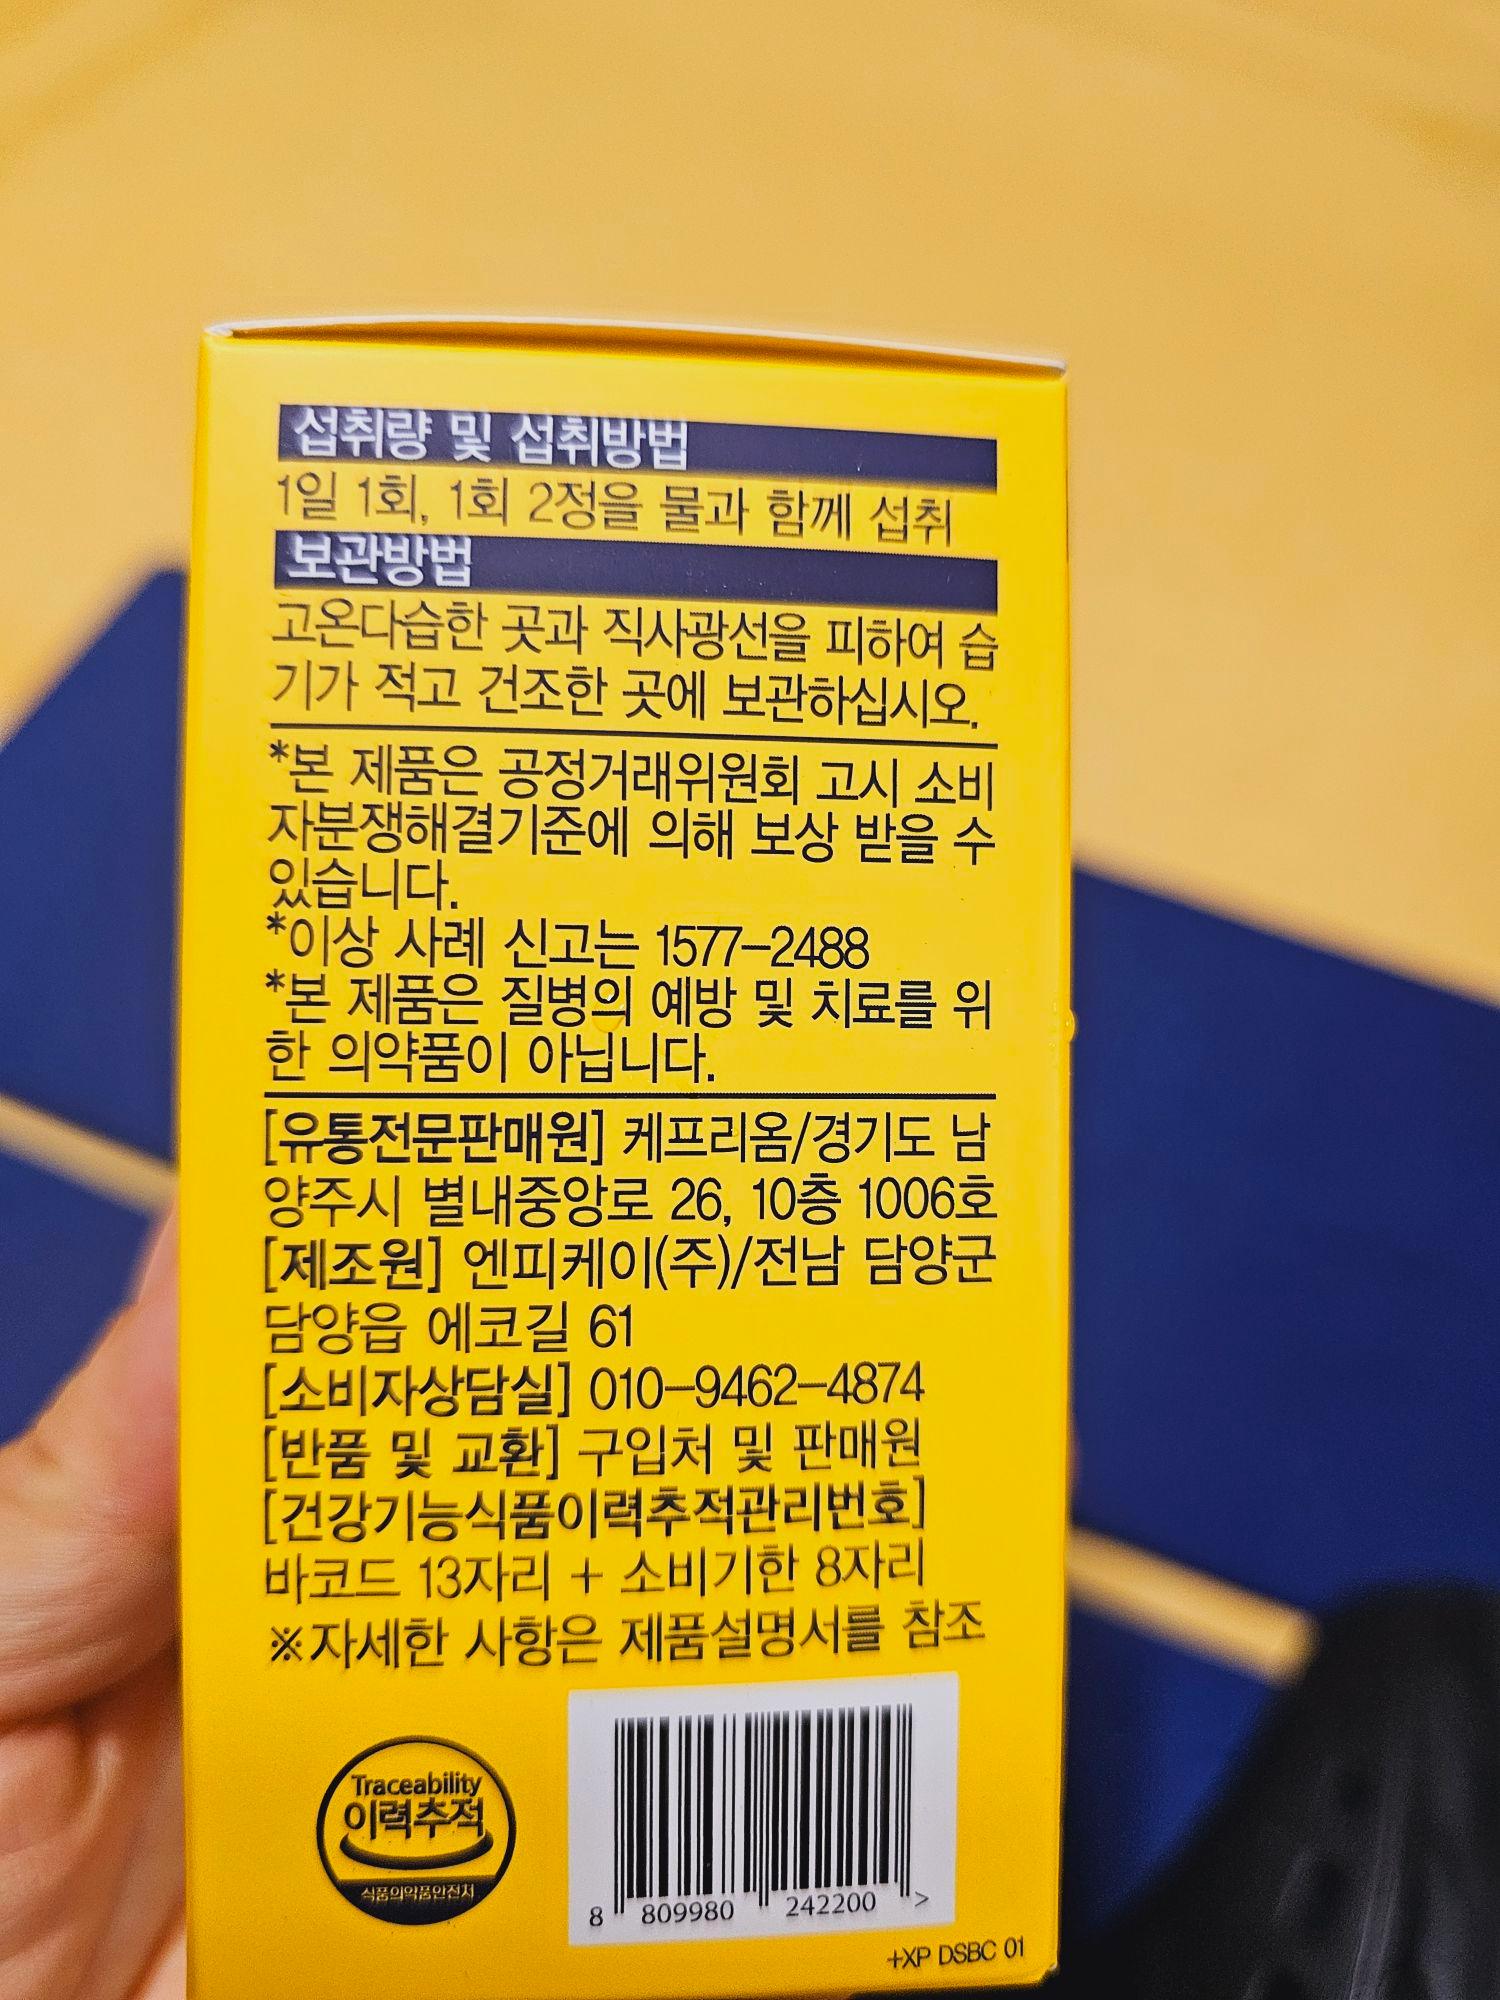 섭취량 및 섭취방법
1일 1회, 1회 2정을 물과 함께 섭취
보관방법
고온다습한 곳과 직사광선을 피하여 습
기가 적고 건조한 곳에 보관하십시오.
*본 제품은 공정거래위원회 고시 소비
자분쟁해결기준에 의해 보상 받을 수
있습니다.
*이상 사례 신고는 1577-2488
*본 제품은 질병의 예방 및 치료를 위
한 의약품이 아닙니다.
[유통전문판매원] 케프리옴/경기도 남
양주시 별내중앙로 26, 10층 1006호
[제조원] 엔피케이(주)/전남 담양군
담양읍 에코길 61
[소비자상담실] 010-9462-4874
[반품 및 교환] 구입처 및 판매원
[건강기능식품이력추적관리번호]
바코드 13자리 + 소비기한 8자리
※자세한 사항은 제품설명서를 참조
Traceability
이력추적
식품의약품안전처
8 809980 242200 >
+XP DSBC 01